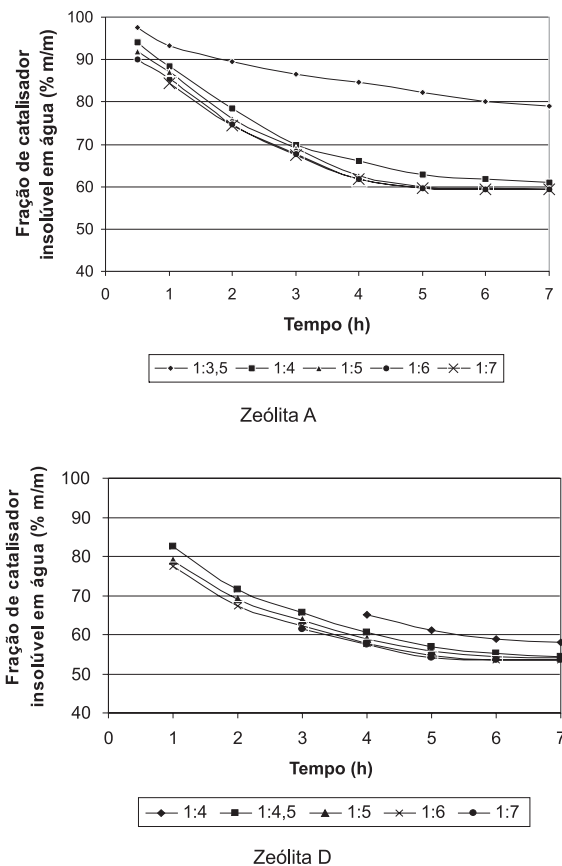 Fração de catalisador
insolúvel em água (% m/m)
100
90
80
70
60
50
40
0 1 2 3 4 5 6 7
Tempo (h)
1:3,5 1:4 1:5 1:6 1:7
Zeólita A
Fração de catalisador
insolúvel em água (% m/m)
100
90
80
70
60
50
40
0 1 2 3 4 5 6 7
Tempo (h)
1:4 1:4,5 1:5 1:6 1:7
Zeólita D